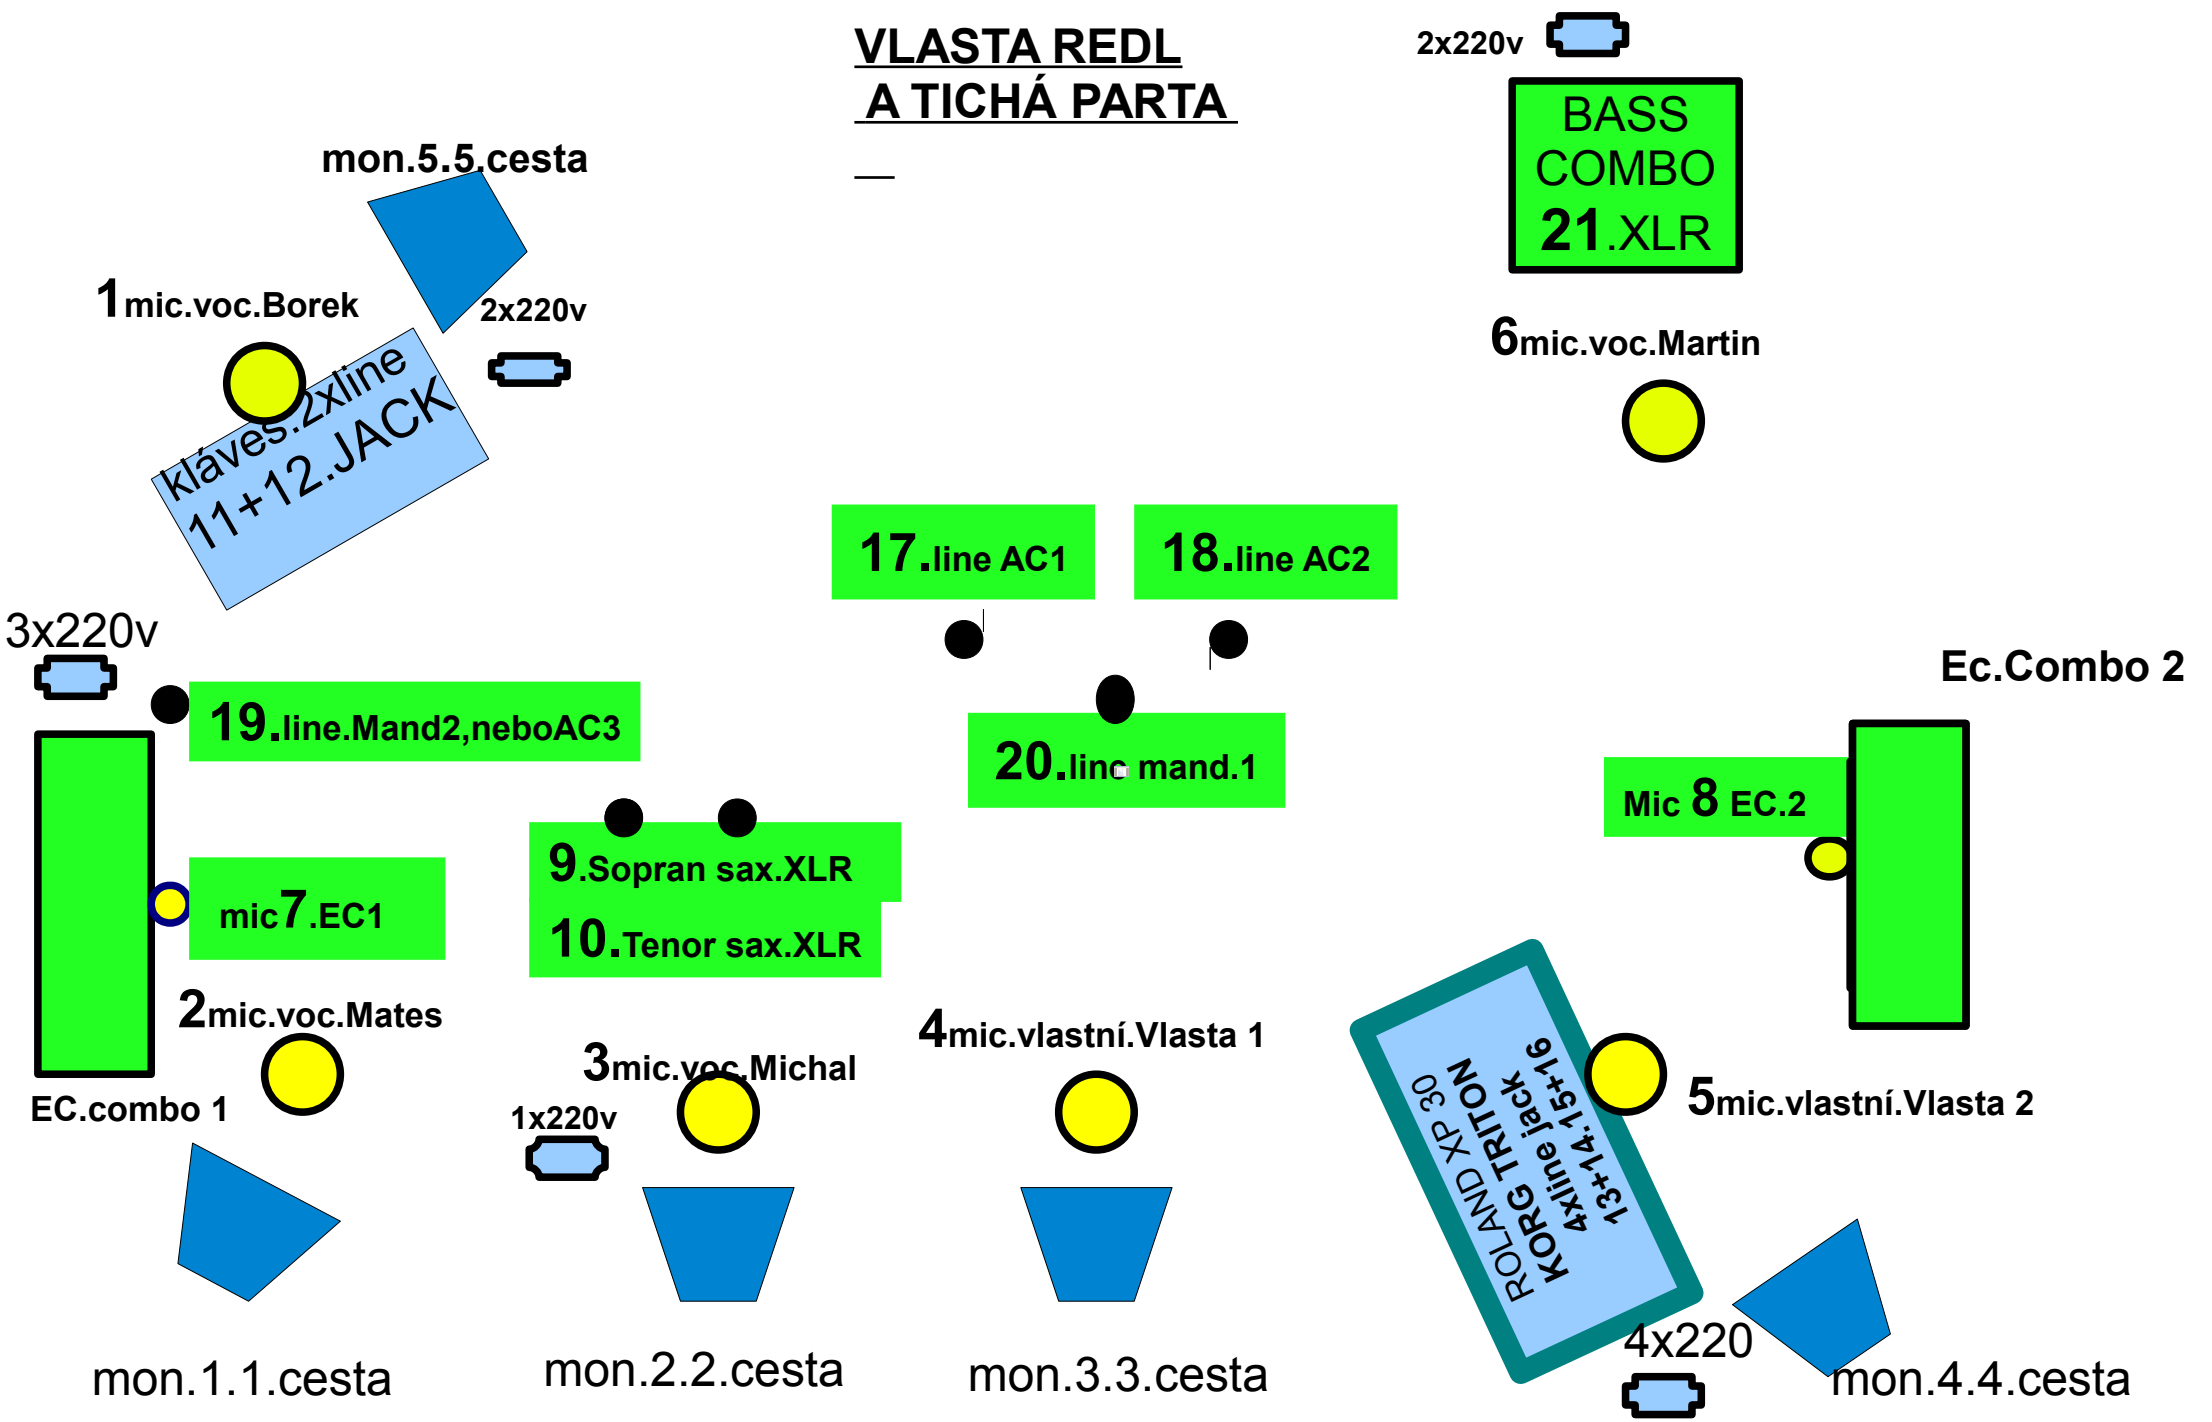 VLASTA REDL
A TICHÁ PARTA
2x220v
BASS
COMBO
21.XLR
mon.5.5.cesta
1mic.voc.Borek
2x220v
6mic.voc.Martin
kláves.2xline
11+12.JACK
17.line AC1
18.line AC2
3x220v
Ec.Combo 2
19.line.Mand2,neboAC3
20.line mand.1
Mic 8 EC.2
9.Sopran sax.XLR
mic7.EC1
10.Tenor sax.XLR
2mic.voc.Mates
4mic.vlastní.Vlasta 1
3mic.voc.Michal
EC.combo 1
1x220v
5mic.vlastní.Vlasta 2
ROLAND XP 30
KORG TRITON
4xline jack
13+14.15+16
4x220
mon.1.1.cesta
mon.2.2.cesta
mon.3.3.cesta
mon.4.4.cesta